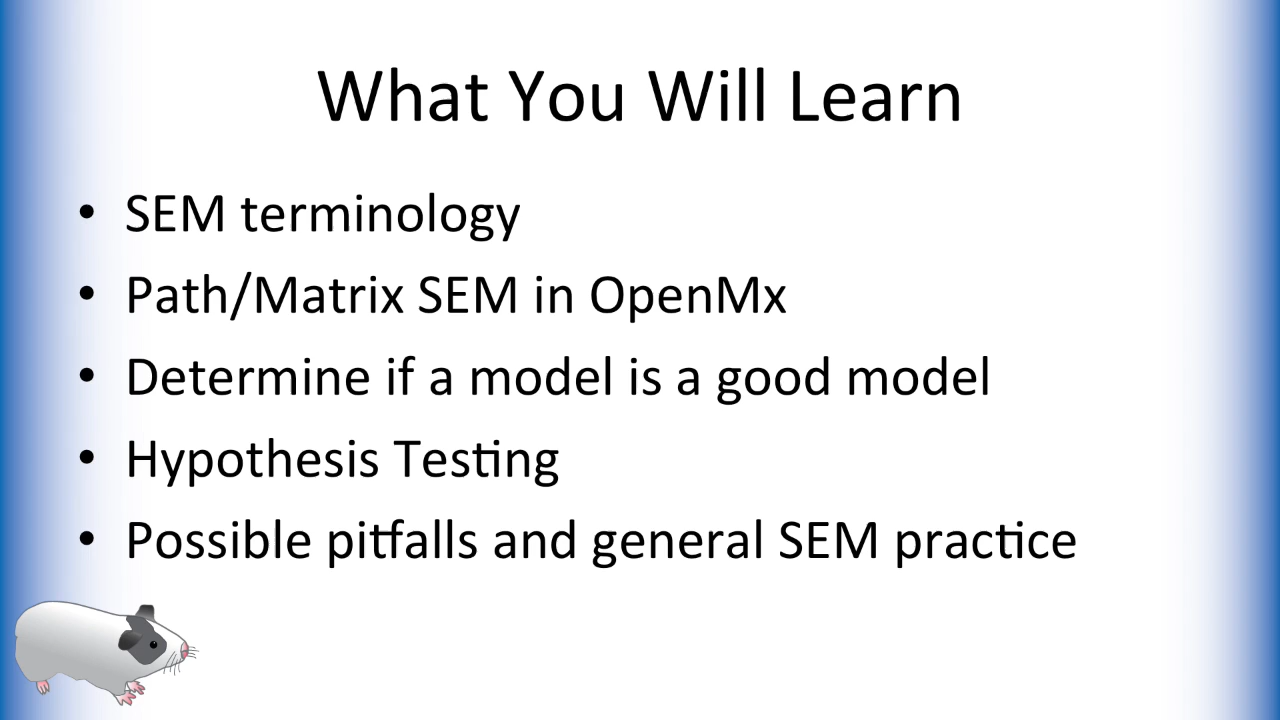 What You Will Learn
• SEM terminology
• Path/Matrix SEM in OpenMx
• Determine if a model is a good model
• Hypothesis Testing
• Possible pitfalls and general SEM practice